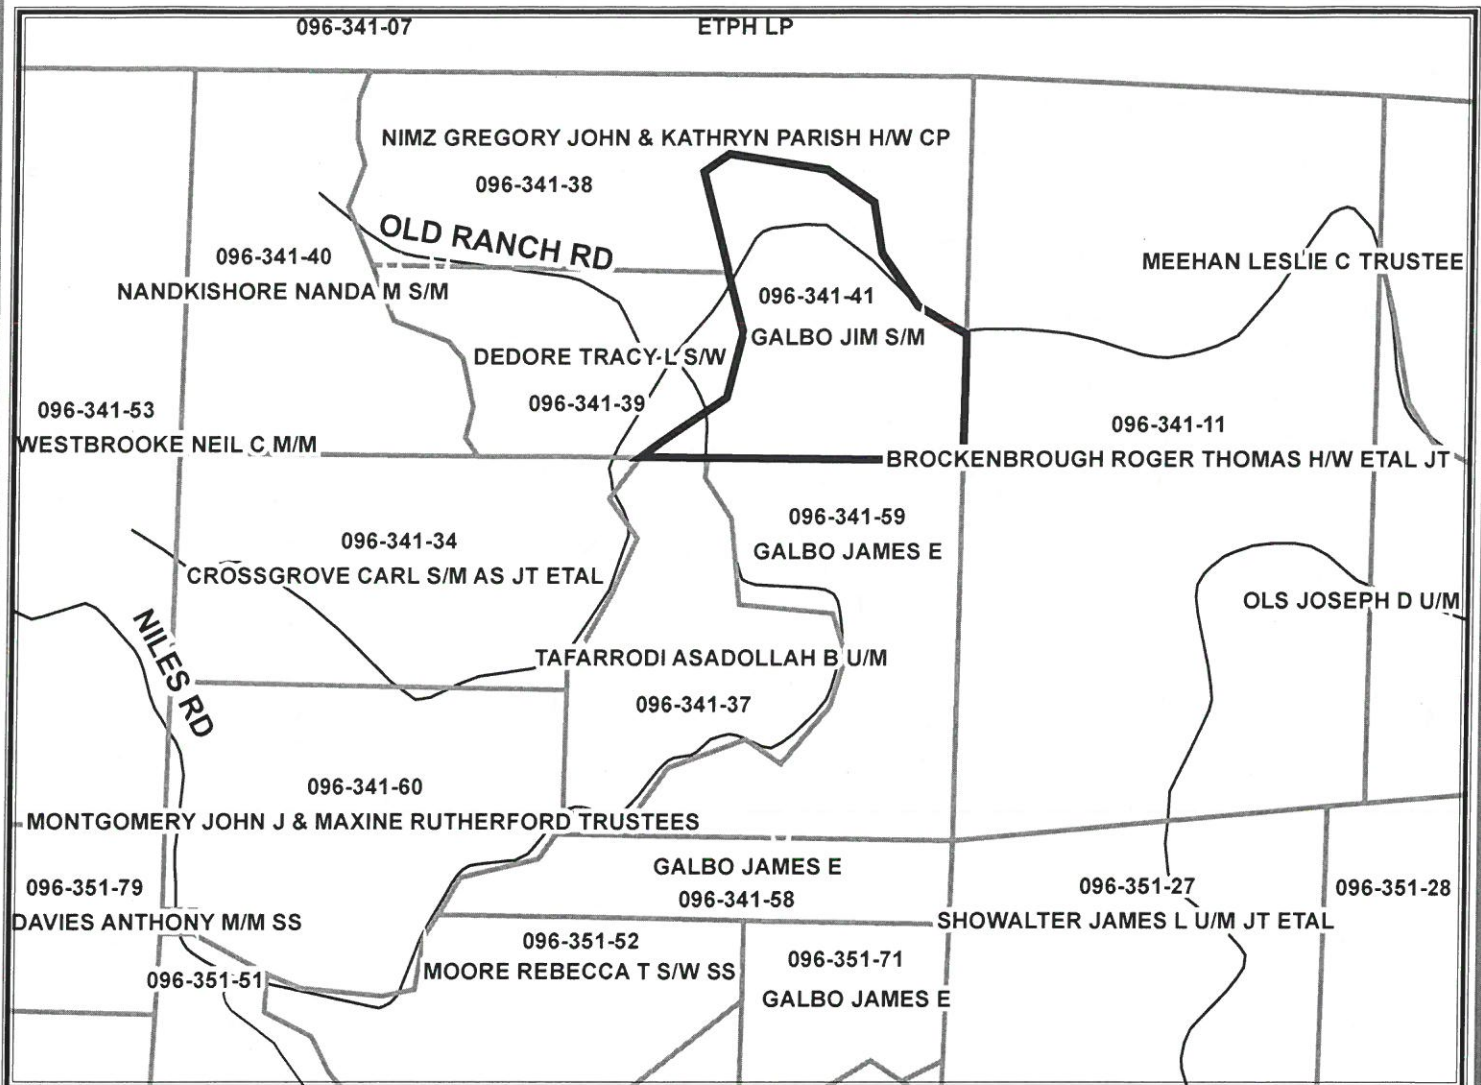 096-341-07
ETPH LP
NIMZ GREGORY JOHN & KATHRYN PARISH H/W CP
096-341-38
OLD RANCH RD
096-341-40
NANDKISHORE NANDA M S/M
096-341-41
GALBO JIM S/M
MEEHAN LESLIE C TRUSTEE
DEDORE TRACY L S/W
096-341-39
096-341-53
WESTBROOKE NEIL C M/M
096-341-11
BROCKENBROUGH ROGER THOMAS H/W ETAL JT
096-341-59
GALBO JAMES E
096-341-34
CROSSGROVE CARL S/M AS JT ETAL
OLS JOSEPH D U/M
NILES RD
TAFARRODI ASADOLLAH B U/M
096-341-37
096-341-60
MONTGOMERY JOHN J & MAXINE RUTHERFORD TRUSTEES
GALBO JAMES E
096-341-58
096-351-79
DAVIES ANTHONY M/M SS
096-351-27
SHOWALTER JAMES L U/M JT ETAL
096-351-28
096-351-52
MOORE REBECCA T S/W SS
096-351-51
096-351-71
GALBO JAMES E